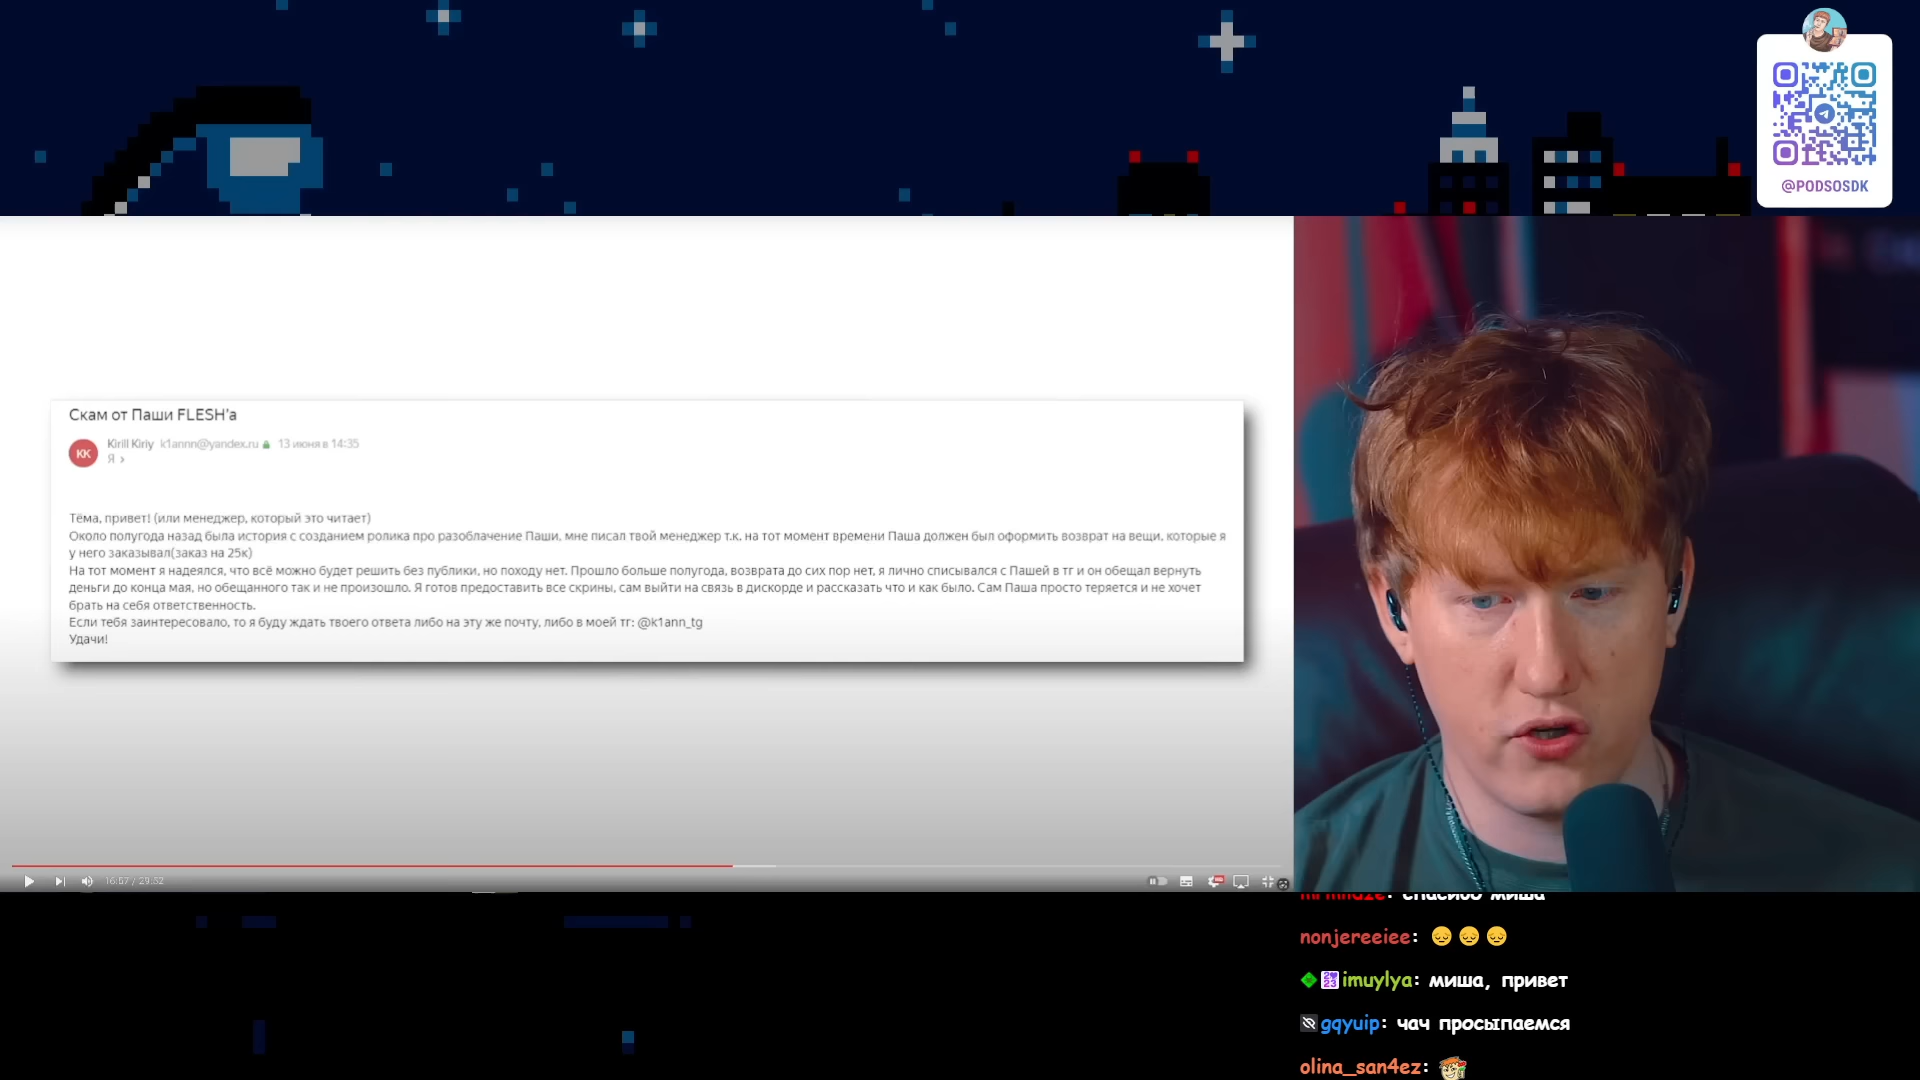 @PODSOSDK
Скам от Паши FLESH'a
КК
Kirill Kiriy k1annn@yandex.ru 13 июня в 14:35
Я >
Тёма, привет! (или менеджер, который это читает)
Около полугода назад была история с созданием ролика про разоблачение Паши, мне писал твой менеджер т.к. на тот момент времени Паша должен был оформить возврат на вещи, которые я
у него заказывал(заказ на 25к)
На тот момент я надеялся, что всё можно будет решить без публики, но походу нет. Прошло больше полугода, возврата до сих пор нет, я лично списывался с Пашей в тг и он обещал вернуть
деньги до конца мая, но обещанного так и не произошло. Я готов предоставить все скрины, сам выйти на связь в дискорде и рассказать что и как было. Сам Паша просто теряется и не хочет
брать на себя ответственность.
Если тебя заинтересовало, то я буду ждать твоего ответа либо на эту же почту, либо в моей тг: @k1ann_tg
Удачи!
16:57 / 29:32
спасибо миша
nonjereeiee: 😔 😔 😔
imuylya: миша, привет
gqyuip: чач просыпаемся
olina_san4ez: